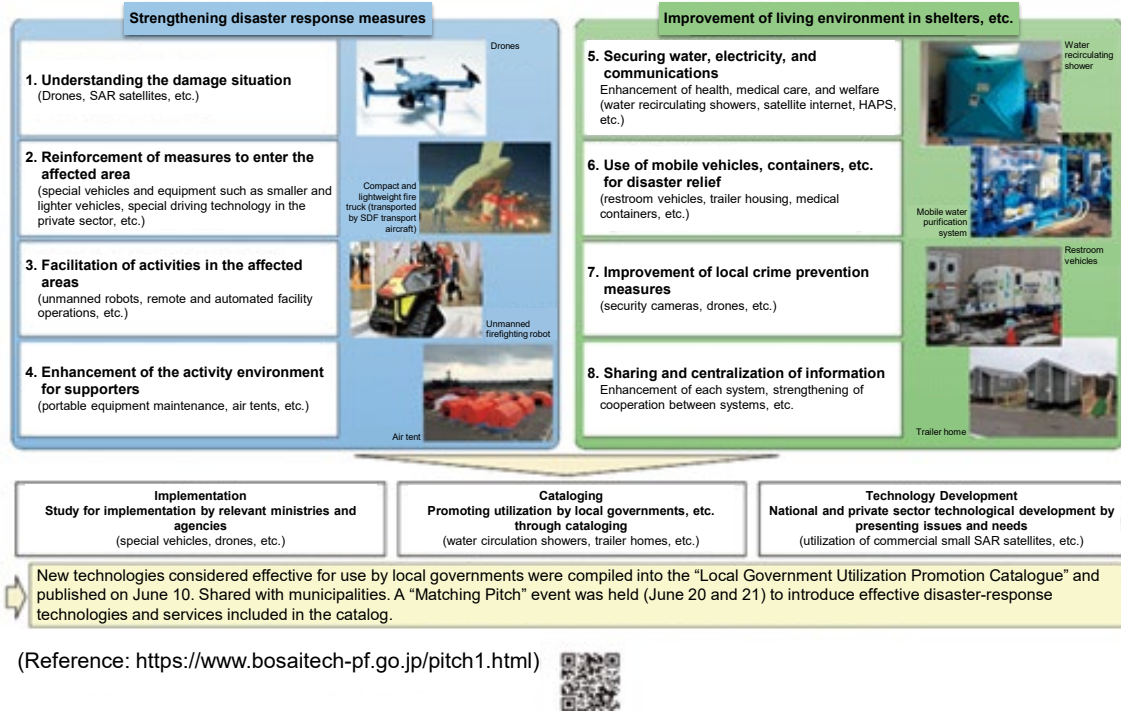 Strengthening disaster response measures
1. Understanding the damage situation
(Drones, SAR satellites, etc.)
Drones
2. Reinforcement of measures to enter the
affected area
(special vehicles and equipment such as smaller and
lighter vehicles, special driving technology in the
private sector, etc.)
Compact and
lightweight fire
truck (transported
by SDF transport
aircraft)
3. Facilitation of activities in the affected
areas
(unmanned robots, remote and automated facility
operations, etc.)
Unmanned
firefighting robot
4. Enhancement of the activity environment
for supporters
(portable equipment maintenance, air tents, etc.)
Air tent
Improvement of living environment in shelters, etc.
5. Securing water, electricity, and
communications
Enhancement of health, medical care, and welfare
(water recirculating showers, satellite internet, HAPS,
etc.)
Water
recirculating
shower
6. Use of mobile vehicles, containers, etc.
for disaster relief
(restroom vehicles, trailer housing, medical
containers, etc.)
Mobile water
purification
system
7. Improvement of local crime prevention
measures
(security cameras, drones, etc.)
Restroom
vehicles
8. Sharing and centralization of information
Enhancement of each system, strengthening of
cooperation between systems, etc.
Trailer home
Implementation
Study for implementation by relevant ministries and
agencies
(special vehicles, drones, etc.)
Cataloging
Promoting utilization by local governments, etc.
through cataloging
(water circulation showers, trailer homes, etc.)
Technology Development
National and private sector technological development by
presenting issues and needs
(utilization of commercial small SAR satellites, etc.)
New technologies considered effective for use by local governments were compiled into the “Local Government Utilization Promotion Catalogue” and
published on June 10. Shared with municipalities. A “Matching Pitch” event was held (June 20 and 21) to introduce effective disaster-response
technologies and services included in the catalog.
(Reference: https://www.bosaitech-pf.go.jp/pitch1.html)